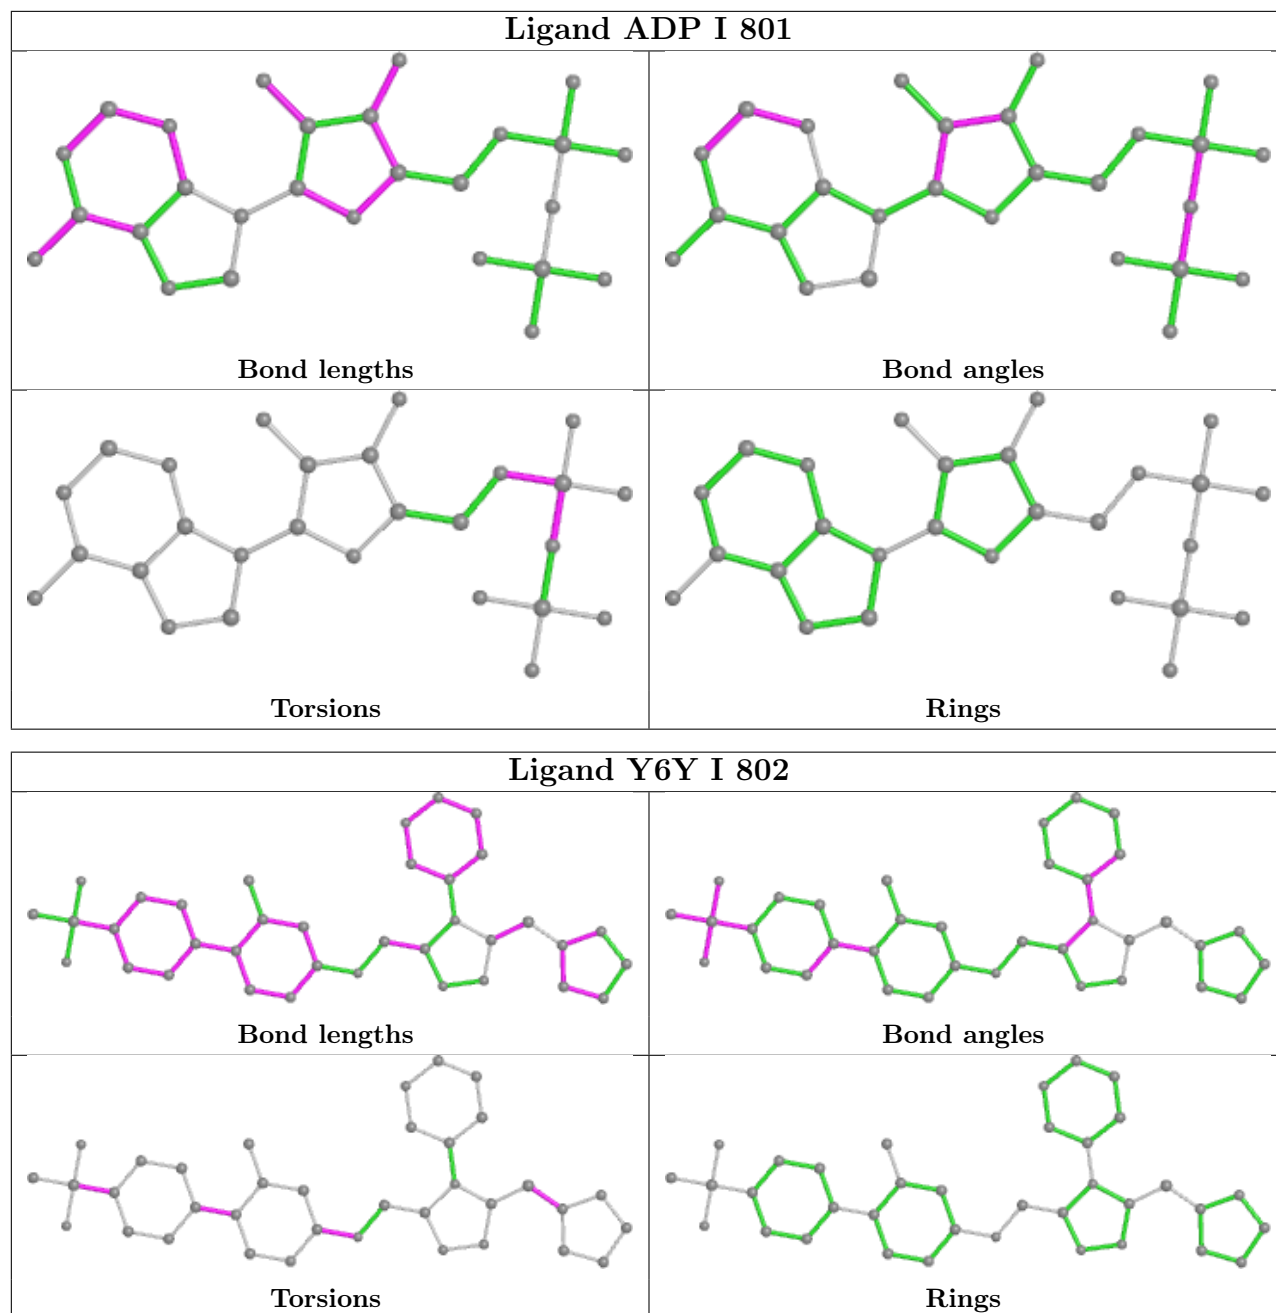 Ligand ADP I 801
Bond lengths
Bond angles
Torsions
Rings
Ligand Y6Y I 802
Bond lengths
Bond angles
Torsions
Rings